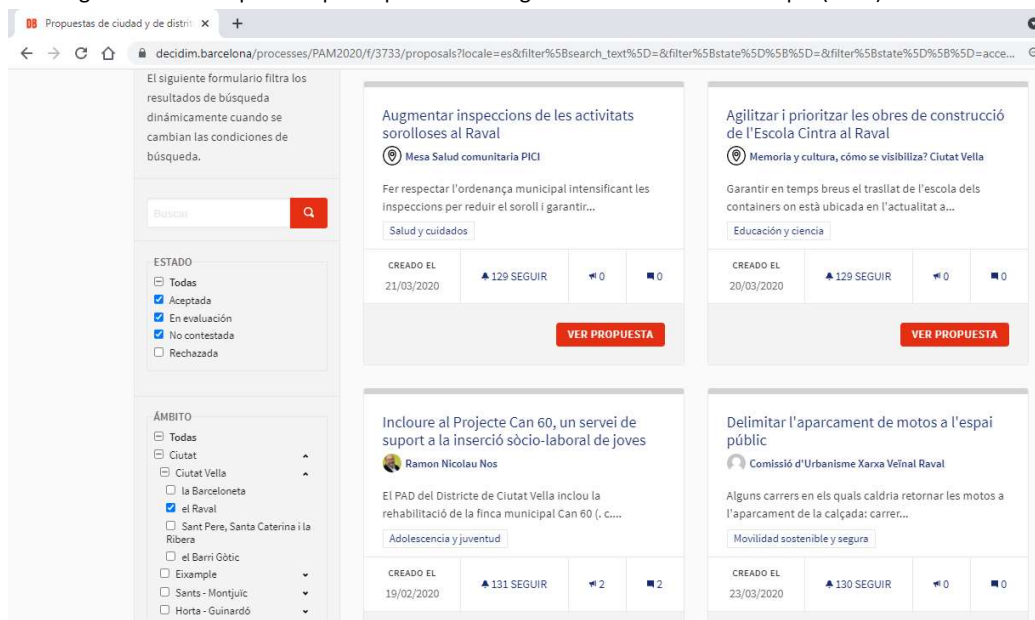 DB Propuestas de ciudad y de distrit
decidim.barcelona/processes/PAM2020/f/3733/proposals?locale=es&filter%5Bsearch_text%5D=&filter%5Bstate%5D%5B%5D=&filter%5Bstate%5D%5B%5D=acce...
El siguiente formulario filtra los
resultados de búsqueda
dinámicamente cuando se
cambian las condiciones de
búsqueda.
Buscar
ESTADO
Todas
Aceptada
En evaluación
No contestada
Rechazada
ÁMBITO
Todas
Ciutat
Ciutat Vella
la Barceloneta
el Raval
Sant Pere, Santa Caterina i la
Ribera
el Barri Gòtic
Eixample
Sants - Montjuïc
Horta - Guinardó
Augmentar inspeccions de les activitats
sorolloses al Raval
Mesa Salud comunitaria PICI
Fer respectar l'ordenança municipal intensificant les
inspeccions per reduir el soroll i garantir...
Salud y cuidados
CREADO EL
21/03/2020
129 SEGUIR
0
0
VER PROPUESTA
Agilitzar i prioritzar les obres de construcció
de l'Escola Cintra al Raval
Memoria y cultura, cómo se visibiliza? Ciutat Vella
Garantir en temps breus el trasllat de l'escola dels
containers on està ubicada en l'actualitat a...
Educación y ciencia
CREADO EL
20/03/2020
129 SEGUIR
0
0
VER PROPUESTA
Incloure al Projecte Can 60, un servei de
suport a la inserció sòcio-laboral de joves
Ramon Nicolau Nos
El PAD del Districte de Ciutat Vella inclou la
rehabilitació de la finca municipal Can 60 (. c....
Adolescencia y juventud
CREADO EL
19/02/2020
131 SEGUIR
2
2
Delimitar l'aparcament de motos a l'espai
públic
Comissió d'Urbanisme Xarxa Veïnal Raval
Alguns carrers en els quals caldria retornar les motos a
l'aparcament de la calçada: carrer...
Movilidad sostenible y segura
CREADO EL
23/03/2020
130 SEGUIR
0
0